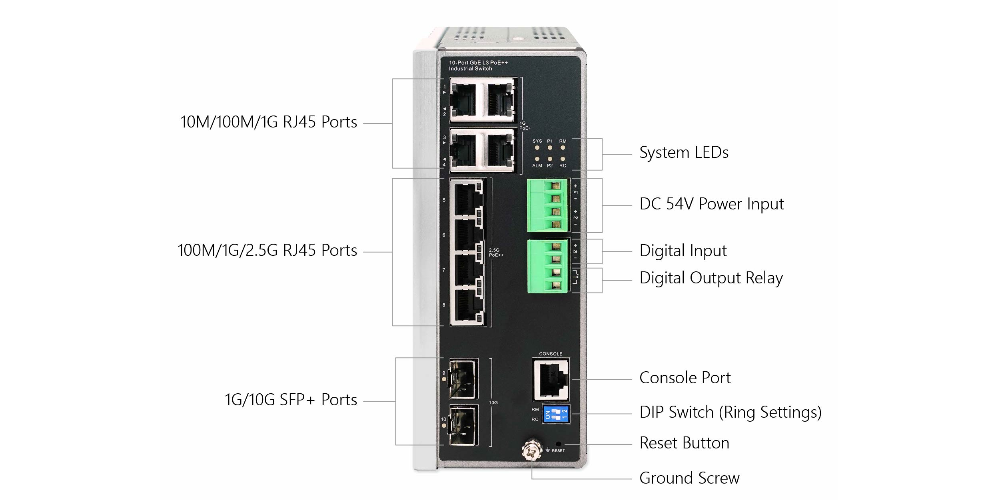 10-Port GbE L3 PoE++
Industrial Switch
1
2
1G
PoE+
3
4
10M/100M/1G RJ45 Ports
SYS P1 RM
ALM P2 RC
System LEDs
5
6
7
8
2.5G
PoE++
100M/1G/2.5G RJ45 Ports
+
P1
-
+
P2
-
DC 54V Power Input
+
DI
-
Digital Input
Digital Output Relay
9
10
10G
1G/10G SFP+ Ports
CONSOLE
Console Port
RM
RC
ON
1 2
DIP Switch (Ring Settings)
RESET
Reset Button
Ground Screw